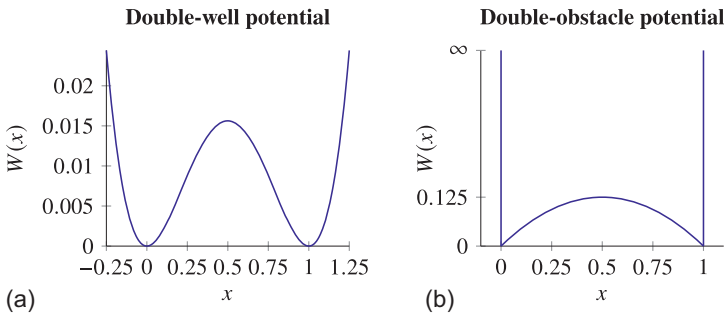 Double-well potential
0.02
0.015
0.01
0.005
0
W(x)
−0.25 0 0.25 0.5 0.75 1 1.25
x
(a)
Double-obstacle potential
∞
0.125
0
W(x)
0 0.25 0.5 0.75 1
x
(b)